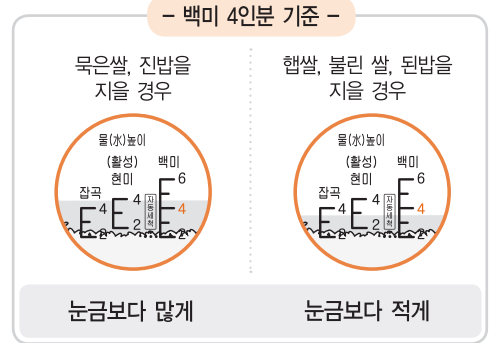 - 백미 4인분 기준 -
묵은쌀, 진밥을
지을 경우
물(水)높이
(활성) 백미
현미 6
잡곡 4
4 자동세척 4
2 2
2
눈금보다 많게
햅쌀, 불린 쌀, 된밥을
지을 경우
물(水)높이
(활성) 백미
현미 6
잡곡 4
4 자동세척 4
2 2
2
눈금보다 적게